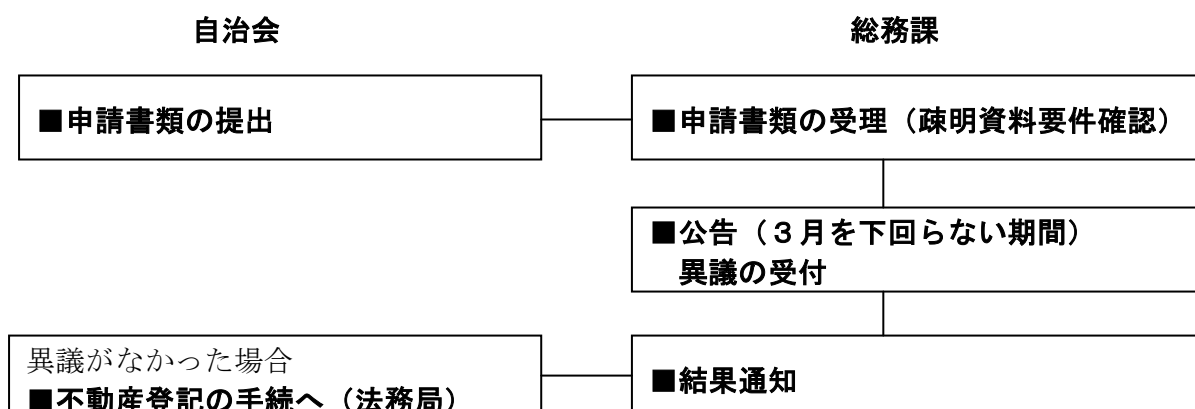 自治会
総務課
■申請書類の提出
■申請書類の受理（疎明資料要件確認）
■公告（３月を下回らない期間）
異議の受付
異議がなかった場合
■不動産登記の手続へ（法務局）
■結果通知